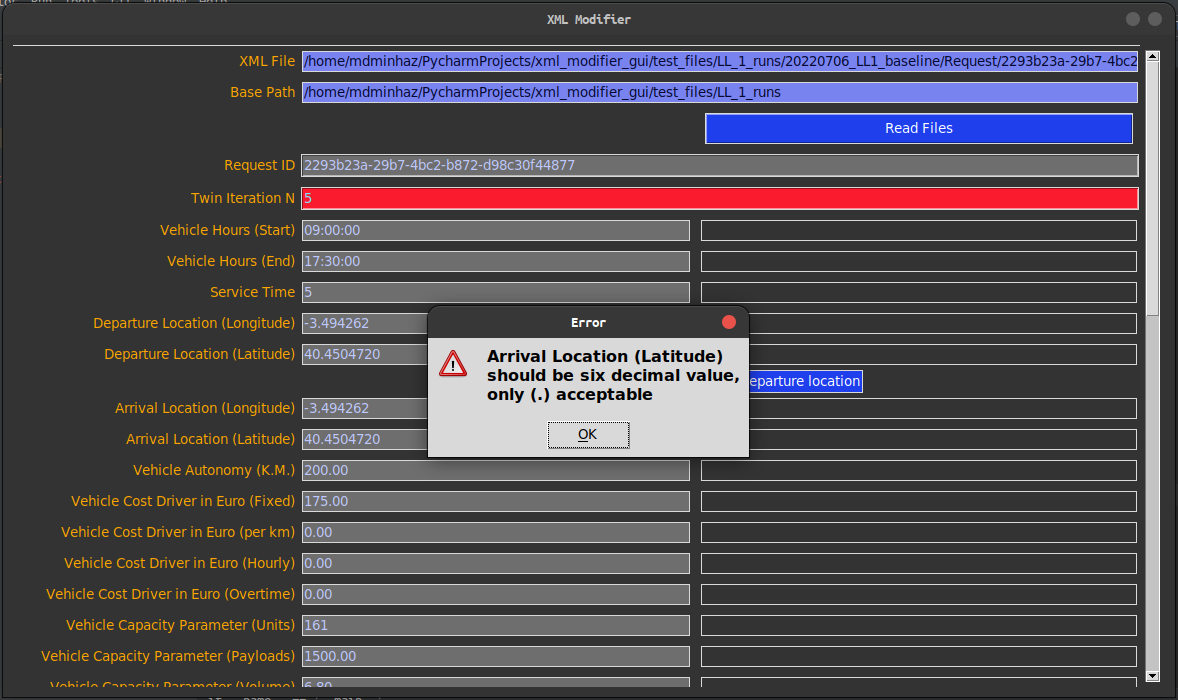 XML Modifier
XML File /home/mdminhaz/PycharmProjects/xml_modifier_gui/test_files/LL_1_runs/20220706_LL1_baseline/Request/2293b23a-29b7-4bc2
Base Path /home/mdminhaz/PycharmProjects/xml_modifier_gui/test_files/LL_1_runs
Read Files
Request ID 2293b23a-29b7-4bc2-b872-d98c30f44877
Twin Iteration N 5
Vehicle Hours (Start) 09:00:00
Vehicle Hours (End) 17:30:00
Service Time 5
Departure Location (Longitude) -3.494262
Departure Location (Latitude) 40.4504720
eparture location
Arrival Location (Longitude) -3.494262
Arrival Location (Latitude) 40.4504720
Error
Arrival Location (Latitude)
should be six decimal value,
only (.) acceptable
OK
Vehicle Autonomy (K.M.) 200.00
Vehicle Cost Driver in Euro (Fixed) 175.00
Vehicle Cost Driver in Euro (per km) 0.00
Vehicle Cost Driver in Euro (Hourly) 0.00
Vehicle Cost Driver in Euro (Overtime) 0.00
Vehicle Capacity Parameter (Units) 161
Vehicle Capacity Parameter (Payloads) 1500.00
Vehicle Capacity Parameter (Volume) 6.80